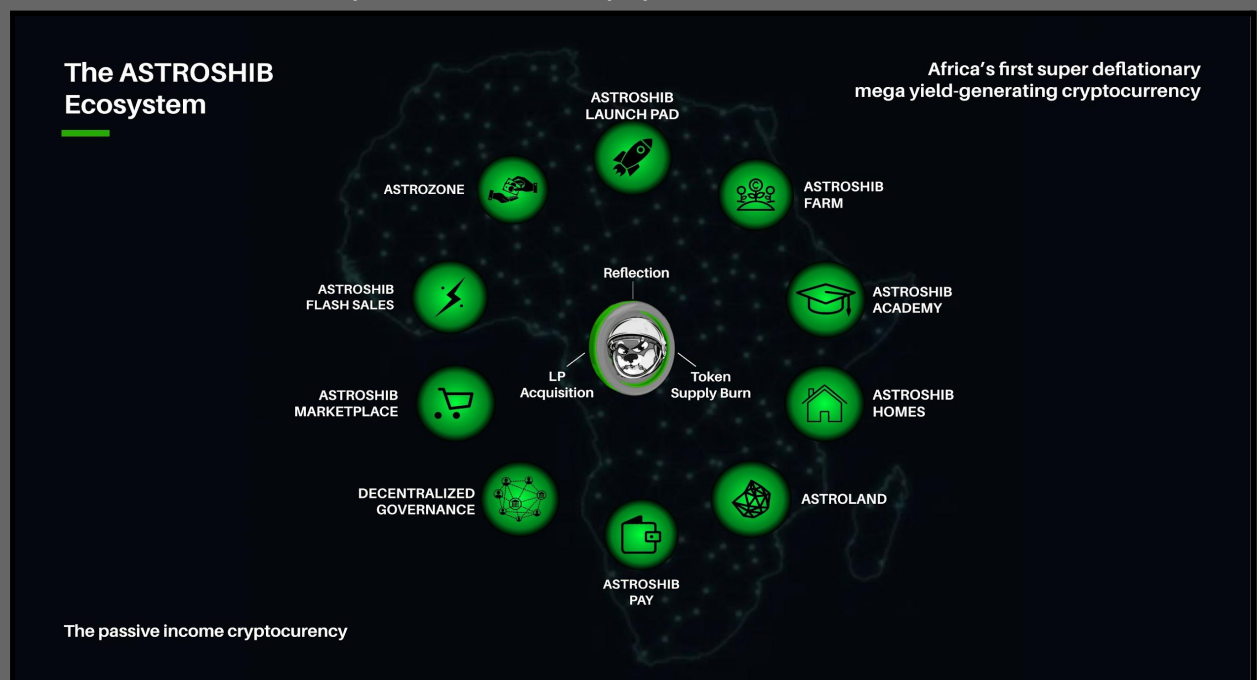 The ASTROSHIB
Ecosystem
Africa's first super deflationary
mega yield-generating cryptocurrency
ASTROSHIB
LAUNCH PAD
ASTROZONE
ASTROSHIB
FARM
Reflection
ASTROSHIB
FLASH SALES
ASTROSHIB
ACADEMY
LP
Acquisition
Token
Supply Burn
ASTROSHIB
MARKETPLACE
ASTROSHIB
HOMES
DECENTRALIZED
GOVERNANCE
ASTROLAND
ASTROSHIB
PAY
The passive income cryptocurency